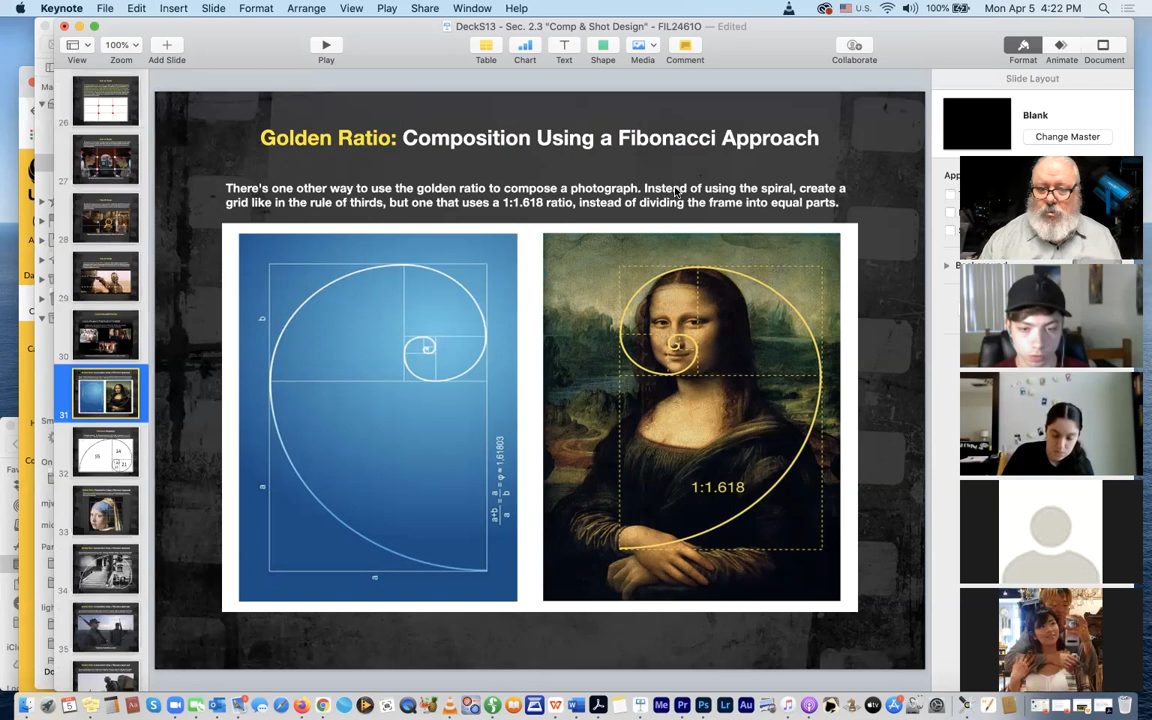 Keynote File Edit Insert Slide Format Arrange View Play Share Window Help U.S. 100% Mon Apr 5 4:22 PM
DeckS13 - Sec. 2.3 "Comp & Shot Design" - FIL2461O — Edited
100%
View Zoom Add Slide Play Table Chart Text Shape Media Comment Collaborate Format Animate Document
Slide Layout
Blank
Change Master
Golden Ratio: Composition Using a Fibonacci Approach
There's one other way to use the golden ratio to compose a photograph. Instead of using the spiral, create a
grid like in the rule of thirds, but one that uses a 1:1.618 ratio, instead of dividing the frame into equal parts.
b
a
a
a+b
a
=
a
b
= φ ≈ 1,61803
1:1.618
26
27
28
29
30
31
32
33
34
35